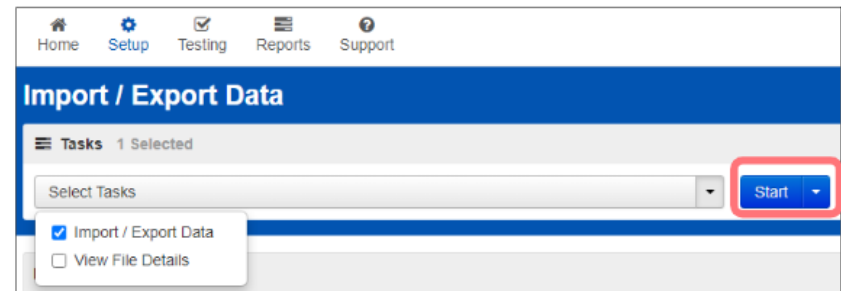 Home Setup Testing Reports Support
Import / Export Data
Tasks 1 Selected
Select Tasks
Start
Import / Export Data
View File Details